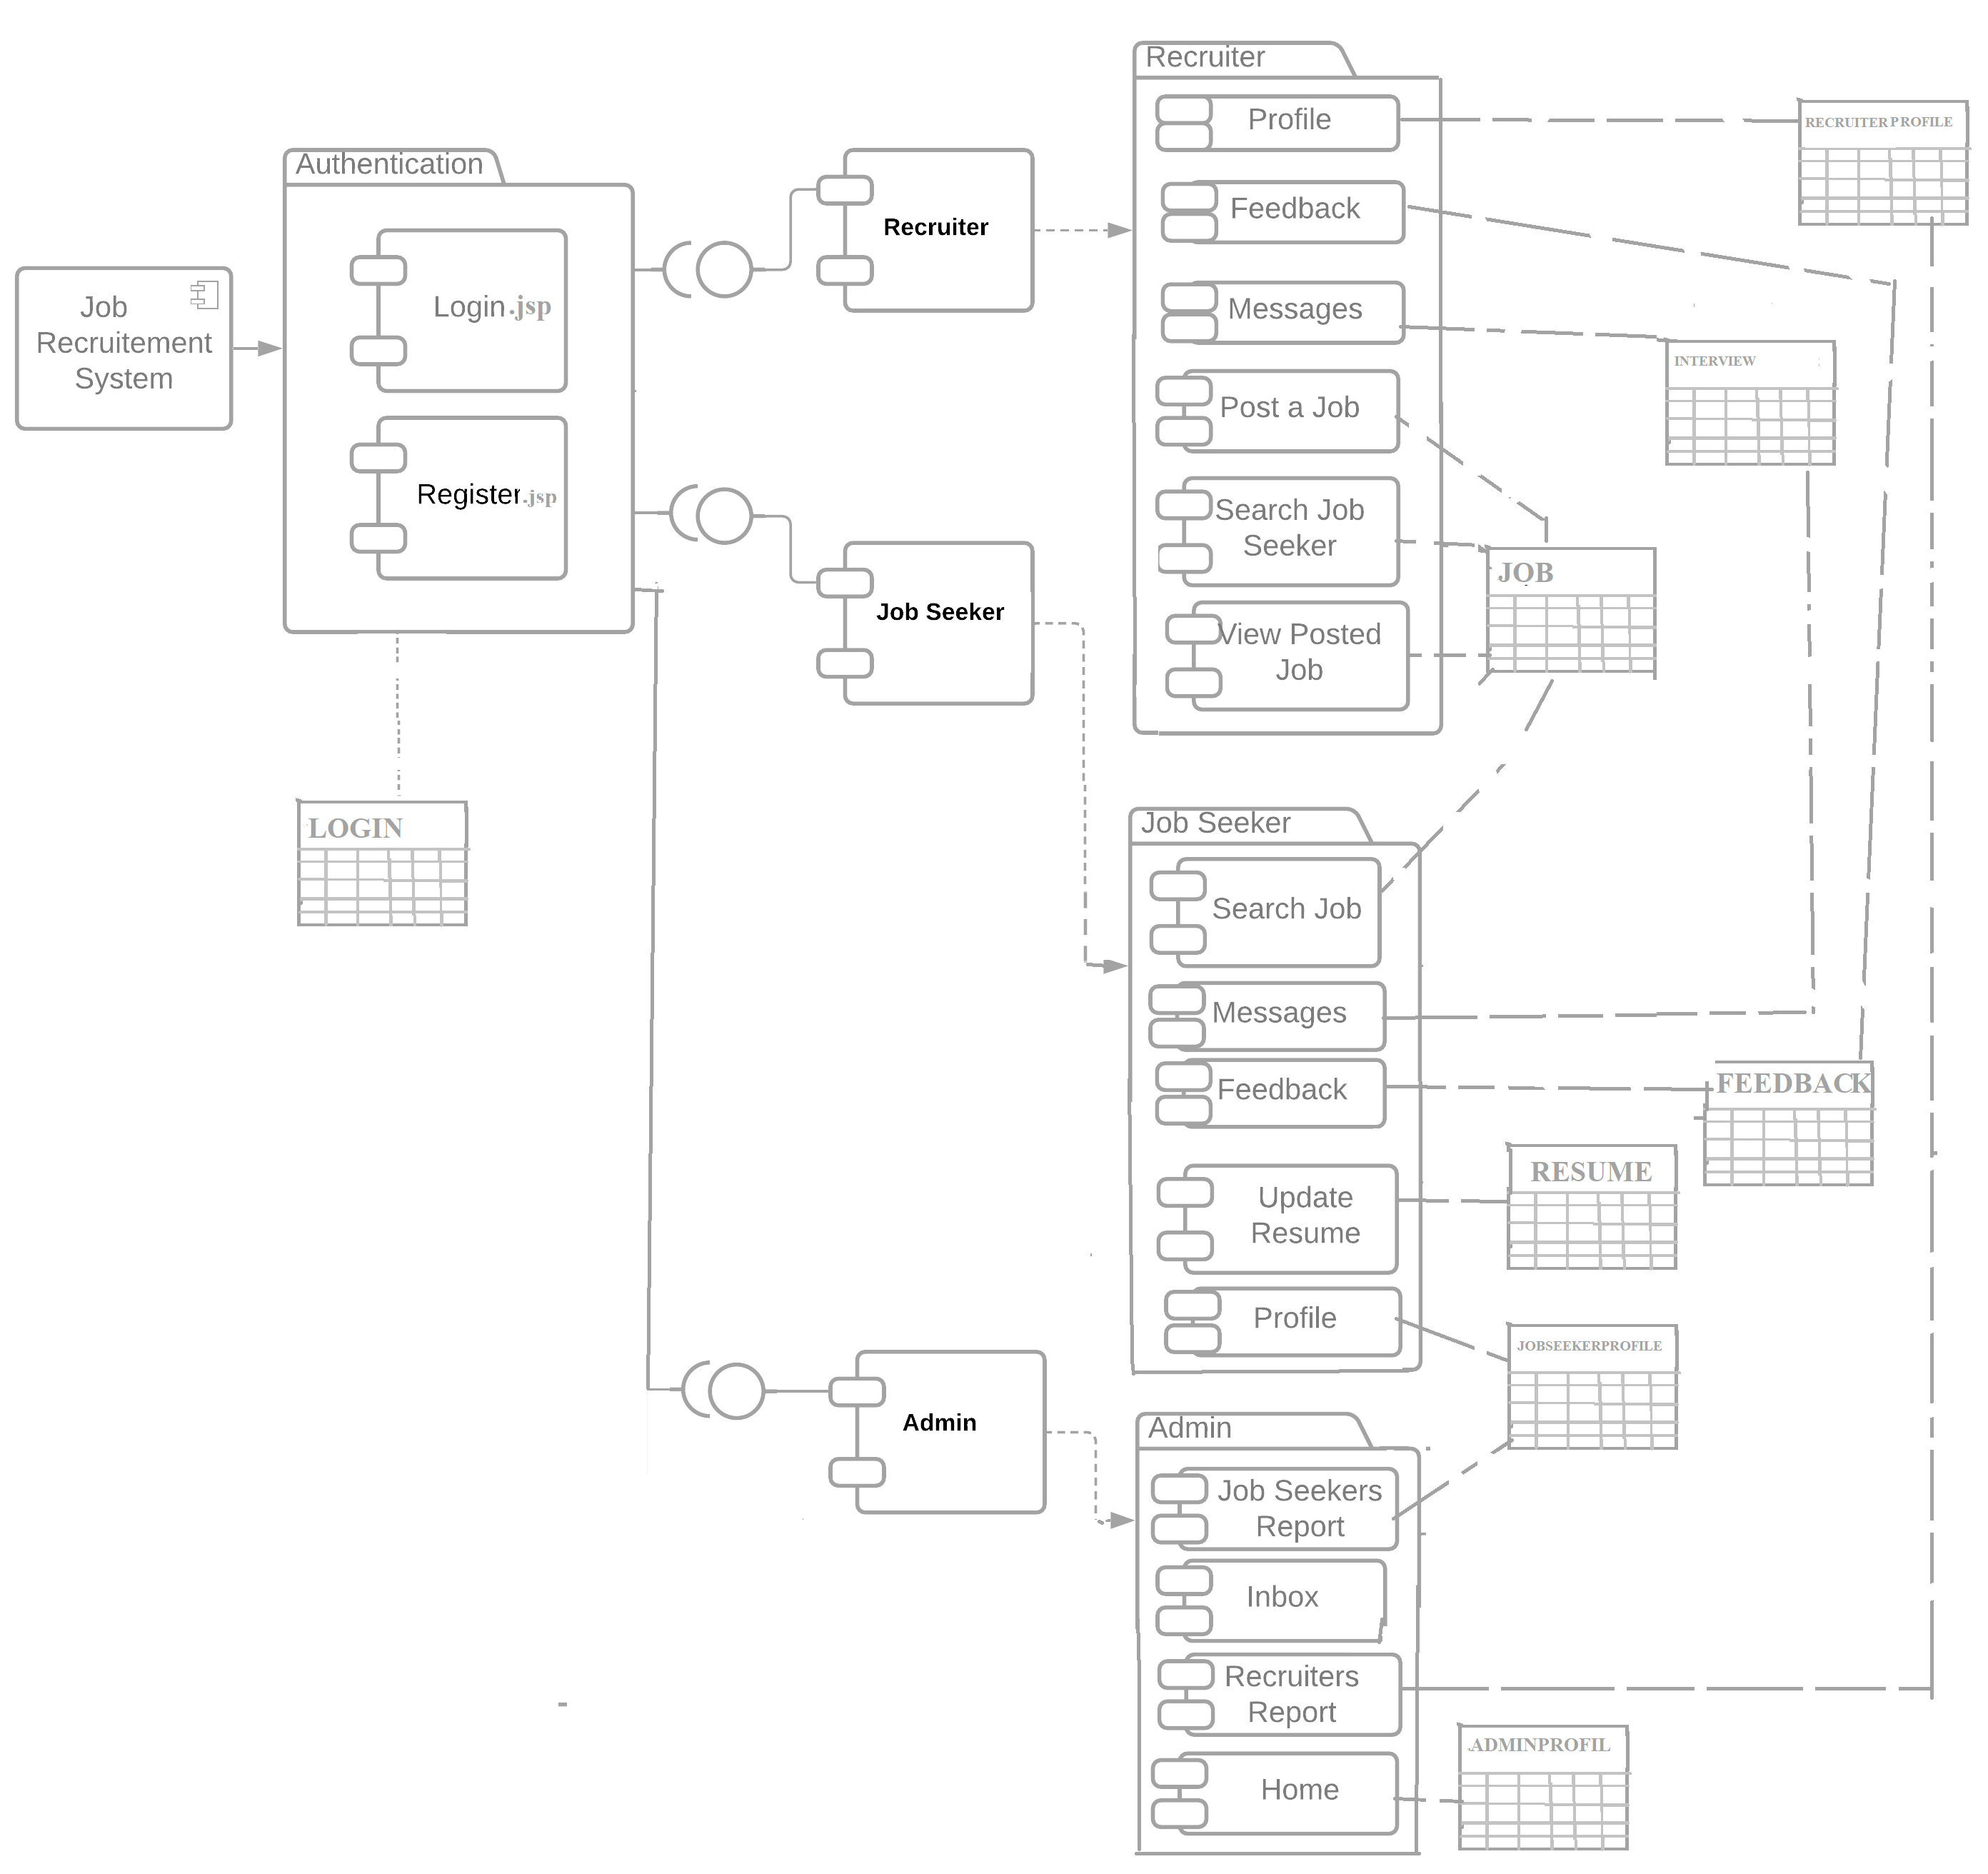 Job
Recruitement
System
Authentication
Login.jsp
Register.jsp
LOGIN
Recruiter
Job Seeker
Admin
Recruiter
Profile
Feedback
Messages
Post a Job
Search Job
Seeker
View Posted
Job
Job Seeker
Search Job
Messages
Feedback
Update
Resume
Profile
Admin
Job Seekers
Report
Inbox
Recruiters
Report
Home
RECRUITER PROFILE
INTERVIEW
JOB
FEEDBACK
RESUME
JOBSEEKERPROFILE
ADMINPROFIL